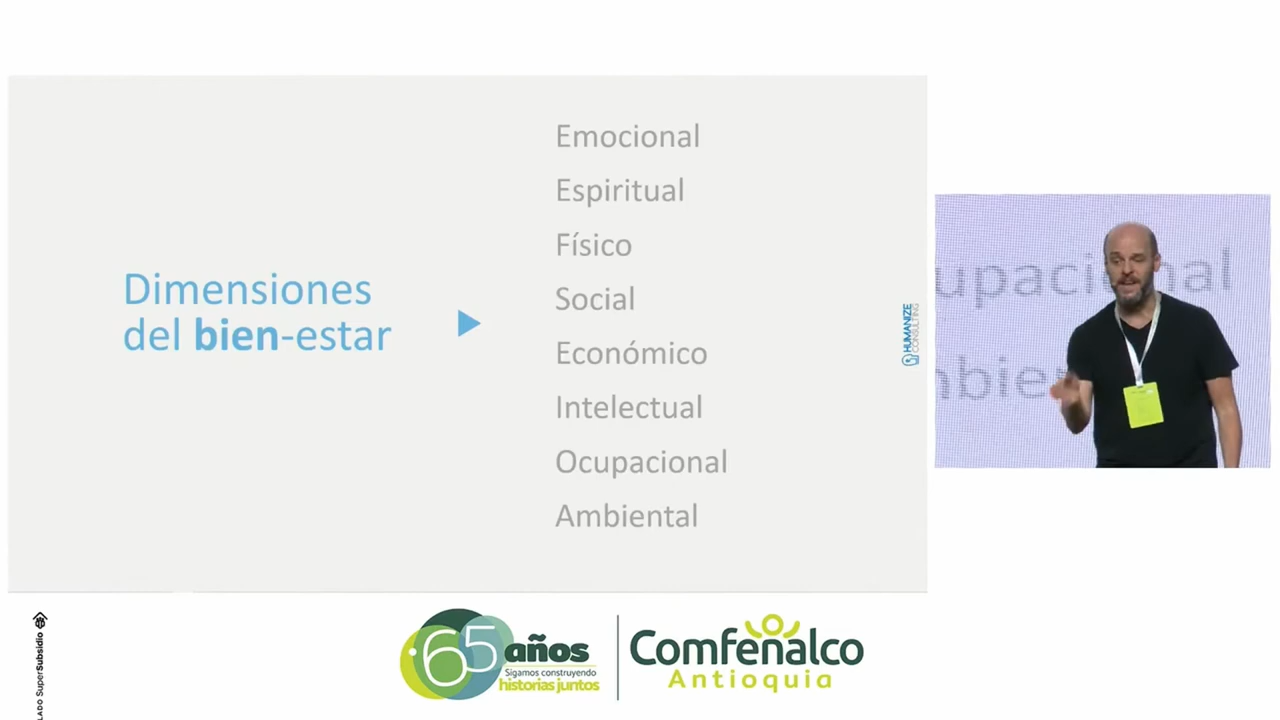 Dimensiones
del bien-estar
Emocional
Espiritual
Físico
Social
Económico
Intelectual
Ocupacional
Ambiental
HUMANIZE
CONSULTING
upacional
65 años
Sigamos construyendo
historias juntos
Comfenalco
Antioquia
LADO SuperSubsidio